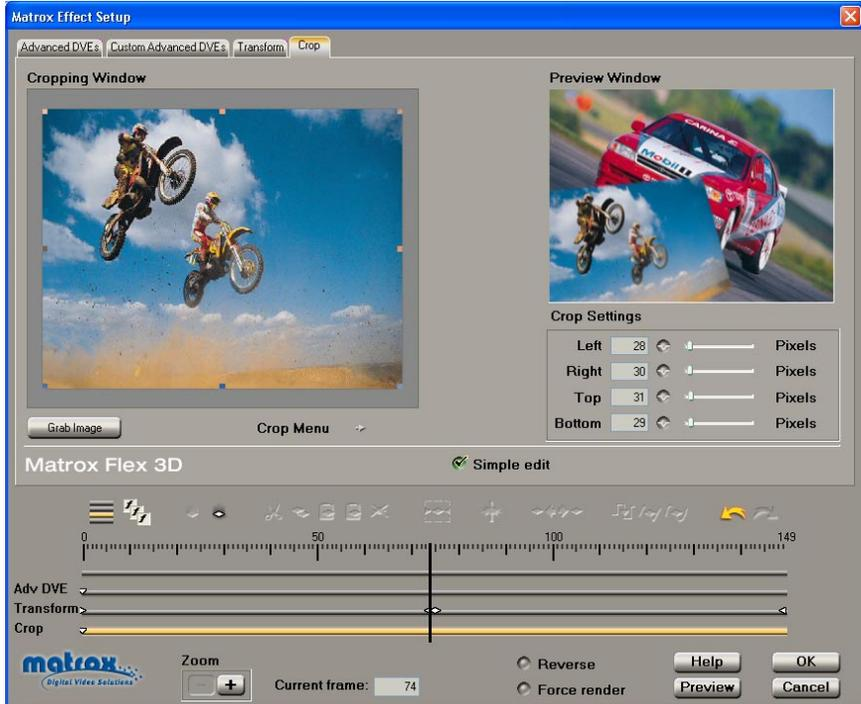 Matrox Effect Setup
Advanced DVEs Custom Advanced DVEs Transform Crop
Cropping Window
Preview Window
CARINA E
Mobil
Crop Settings
Left 28 Pixels
Right 30 Pixels
Top 31 Pixels
Bottom 29 Pixels
Grab Image
Crop Menu
Matrox Flex 3D
Simple edit
0 50 100 149
Adv DVE
Transform
Crop
matrox
Digital Video Solutions
Zoom
Current frame: 74
Reverse
Force render
Help
OK
Preview
Cancel